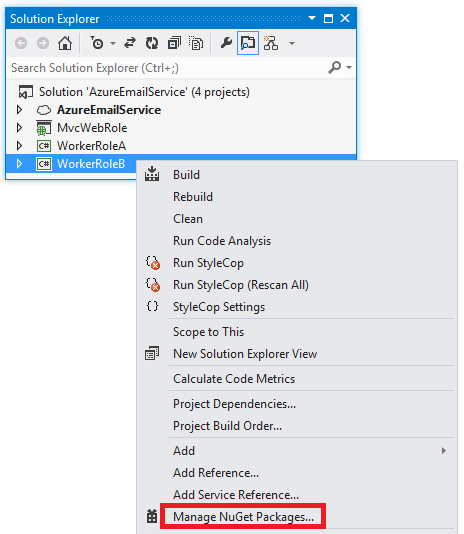 Solution Explorer
Search Solution Explorer (Ctrl+;)
Solution 'AzureEmailService' (4 projects)
AzureEmailService
MvcWebRole
C# WorkerRoleA
C# WorkerRoleB
Build
Rebuild
Clean
Run Code Analysis
Run StyleCop
Run StyleCop (Rescan All)
StyleCop Settings
Scope to This
New Solution Explorer View
Calculate Code Metrics
Project Dependencies...
Project Build Order...
Add
Add Reference...
Add Service Reference...
Manage NuGet Packages...